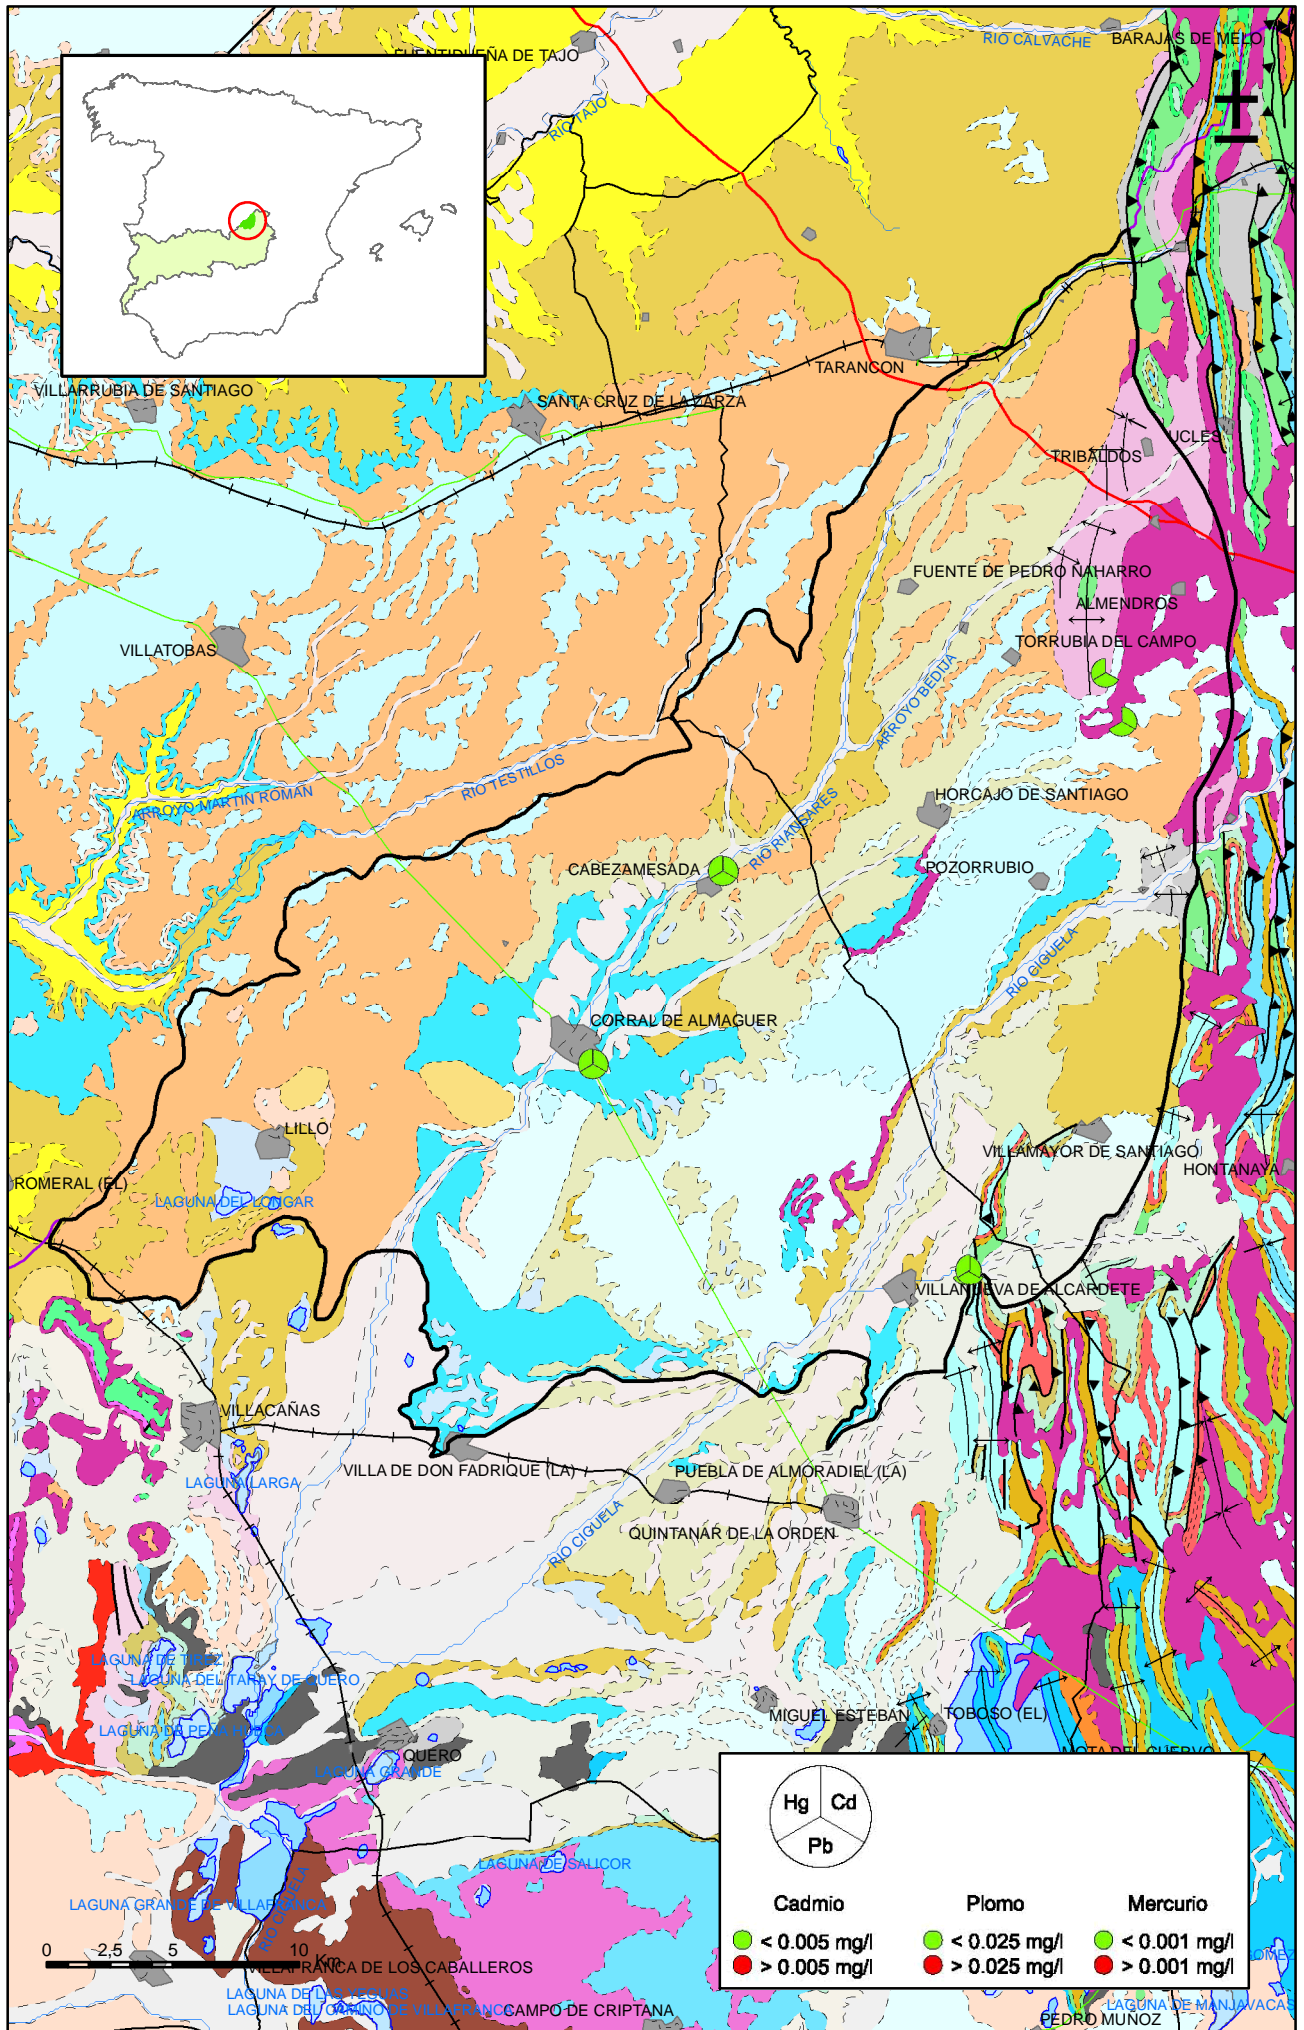 FUENTIDUEÑA DE TAJO
RIO CALVACHE
BARAJAS DE MELO
RIO TAJO
TARANCON
VILLARRUBIA DE SANTIAGO
SANTA CRUZ DE LA ZARZA
UCLES
TRIBALDOS
FUENTE DE PEDRO NAHARRO
ALMENDROS
TORRUBIA DEL CAMPO
VILLATOBAS
ARROYO BEDIJA
RIO TESTILLOS
ARROYO MARTIN ROMAN
HORCAJO DE SANTIAGO
RIO RIANSARES
CABEZAMESADA
POZORRUBIO
RIO CIGUELA
CORRAL DE ALMAGUER
LILLO
VILLAMAYOR DE SANTIAGO
HONTANAYA
ROMERAL (EL)
LAGUNA DEL LONGAR
VILLANUEVA DE ALCARDETE
VILLACAÑAS
VILLA DE DON FADRIQUE (LA)
PUEBLA DE ALMORADIEL (LA)
LAGUNA LARGA
QUINTANAR DE LA ORDEN
RIO CIGUELA
LAGUNA DE TIREZ
LAGUNA DEL TARAY DE QUERO
LAGUNA DE PEÑA HUECA
MIGUEL ESTEBAN
TOBOSO (EL)
QUERO
LAGUNA GRANDE
MOTA DEL CUERVO
Hg Cd
Pb
LAGUNA DE SALICOR
LAGUNA GRANDE DE VILLAFRANCA
RIO CIGUELA
Cadmio Plomo Mercurio
< 0.005 mg/l < 0.025 mg/l < 0.001 mg/l
> 0.005 mg/l > 0.025 mg/l > 0.001 mg/l
0 2,5 5 10 Km
VILLAFRANCA DE LOS CABALLEROS
LAGUNA DE LAS YEGUAS
LAGUNA DEL CAMINO DE VILLAFRANCA
CAMPO DE CRIPTANA
LAGUNA DE MANJAVACAS
PEDRO MUÑOZ